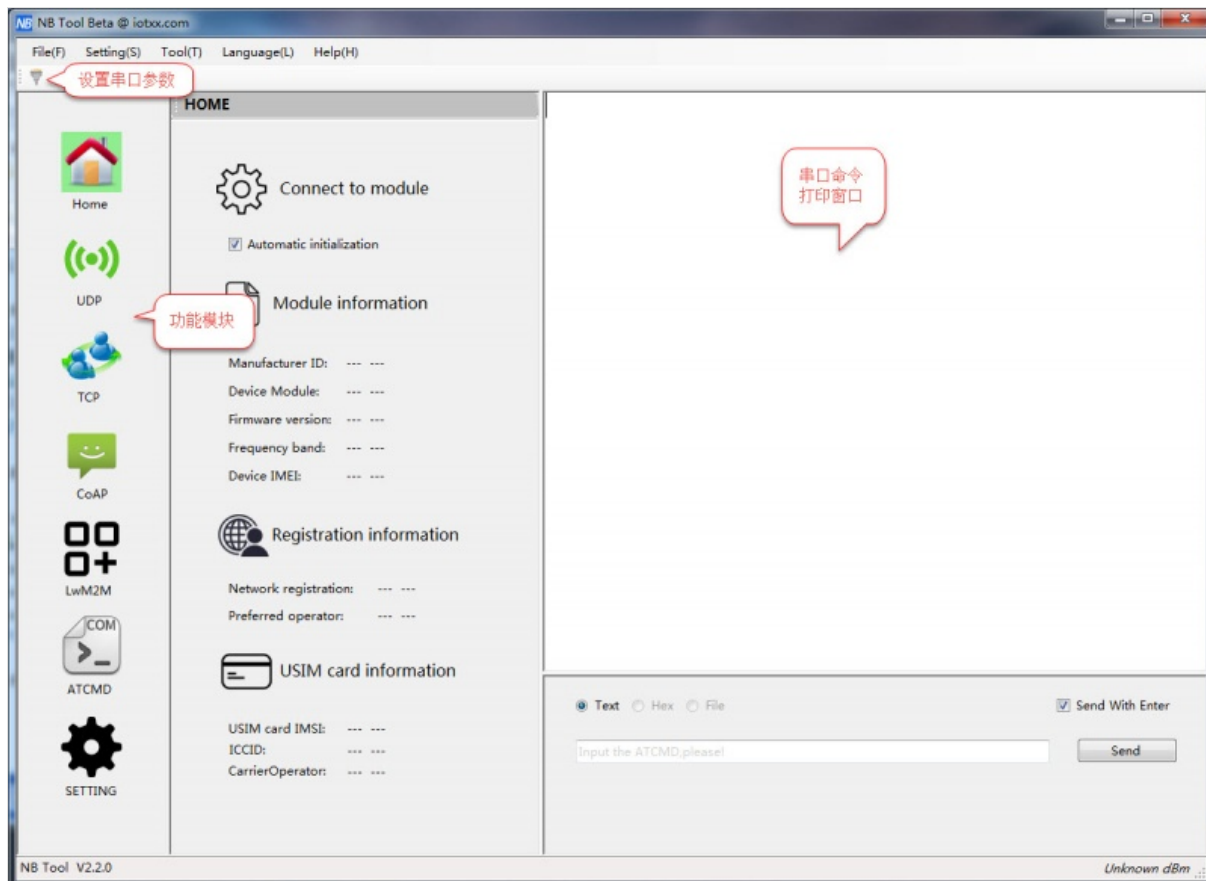 NB NB Tool Beta @ iotxx.com
File(F) Setting(S) Tool(T) Language(L) Help(H)
设置串口参数
HOME
Home
UDP
功能模块
TCP
CoAP
LwM2M
COM
ATCMD
SETTING
Connect to module
Automatic initialization
Module information
Manufacturer ID: --- ---
Device Module: --- ---
Firmware version: --- ---
Frequency band: --- ---
Device IMEI: --- ---
Registration information
Network registration: --- ---
Preferred operator: --- ---
USIM card information
USIM card IMSI: --- ---
ICCID: --- ---
CarrierOperator: --- ---
串口命令
打印窗口
Text Hex File Send With Enter
Input the ATCMD,please! Send
NB Tool V2.2.0 Unknown dBm